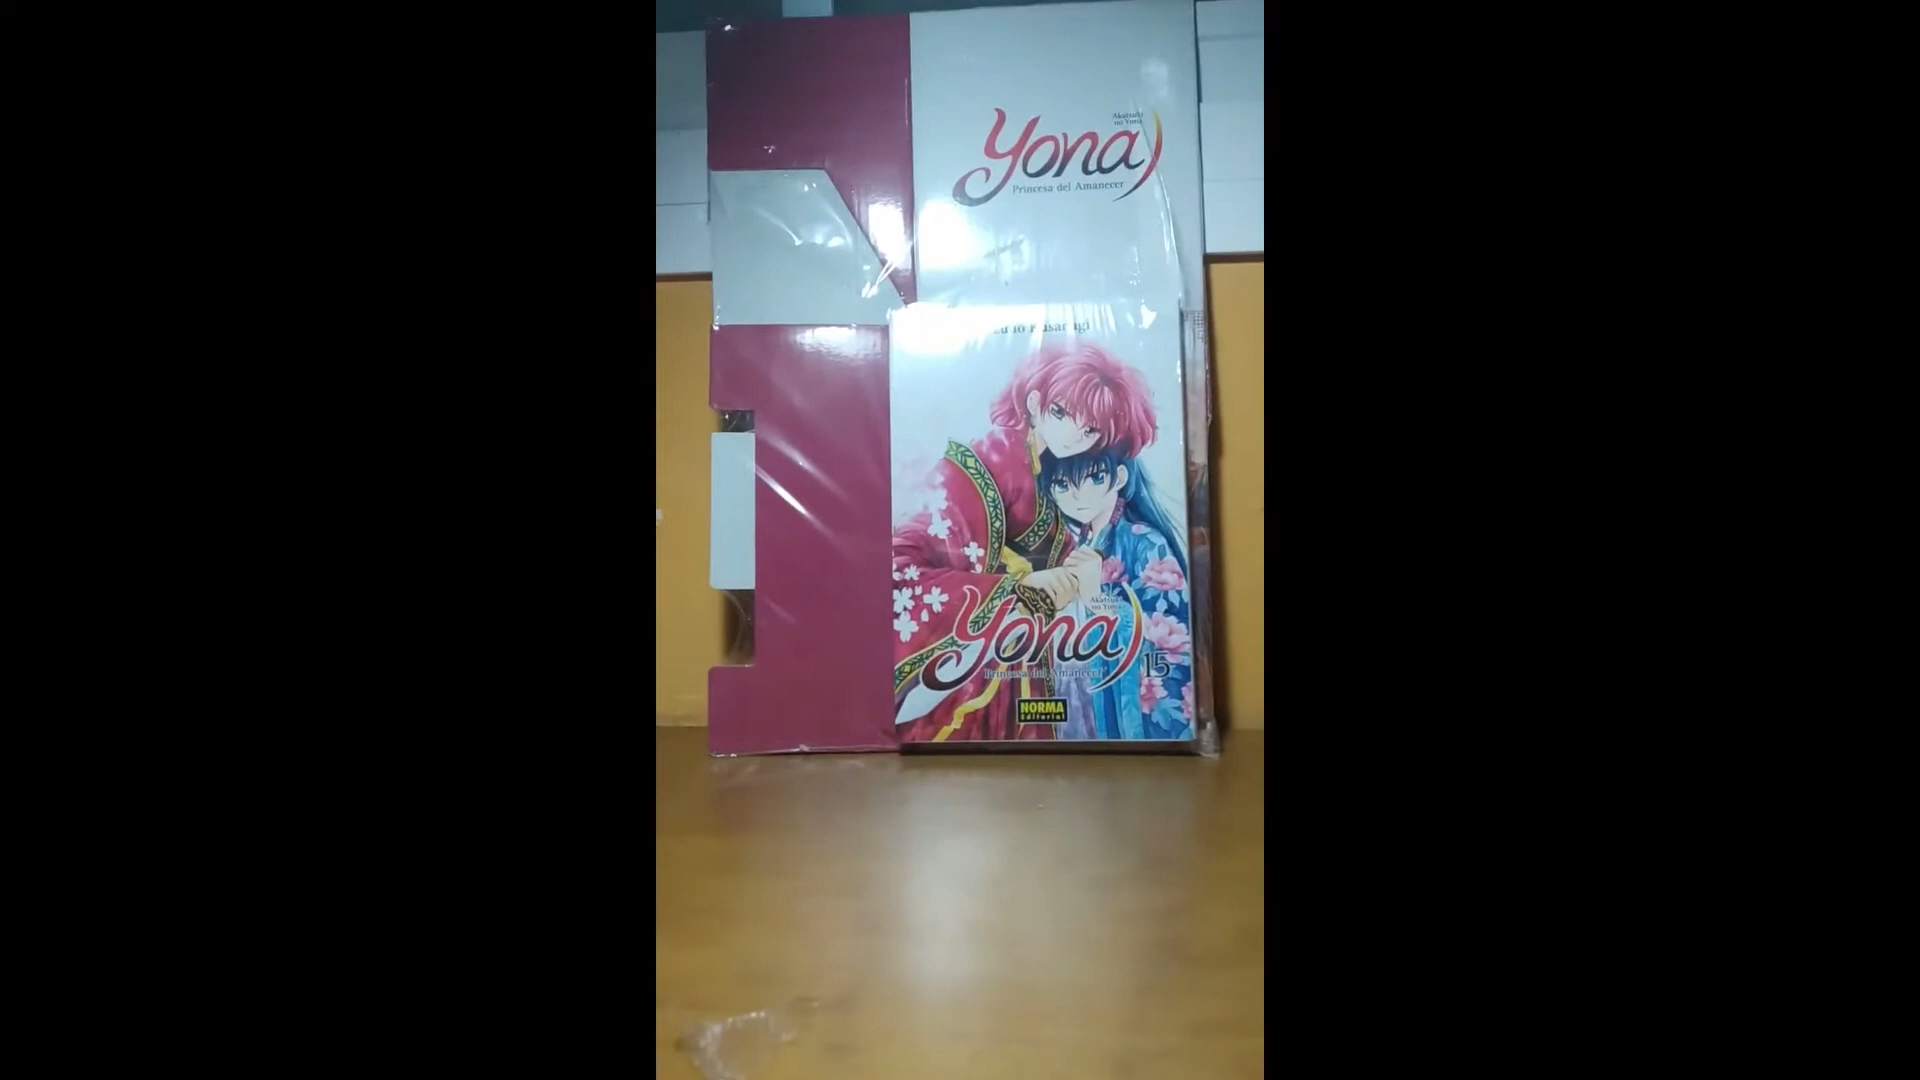 Akatsuki
no Yona
Yona
Princesa del Amanecer
Akatsuki
no Yona
Yona
Princesa del Amanecer
15
NORMA
Editorial